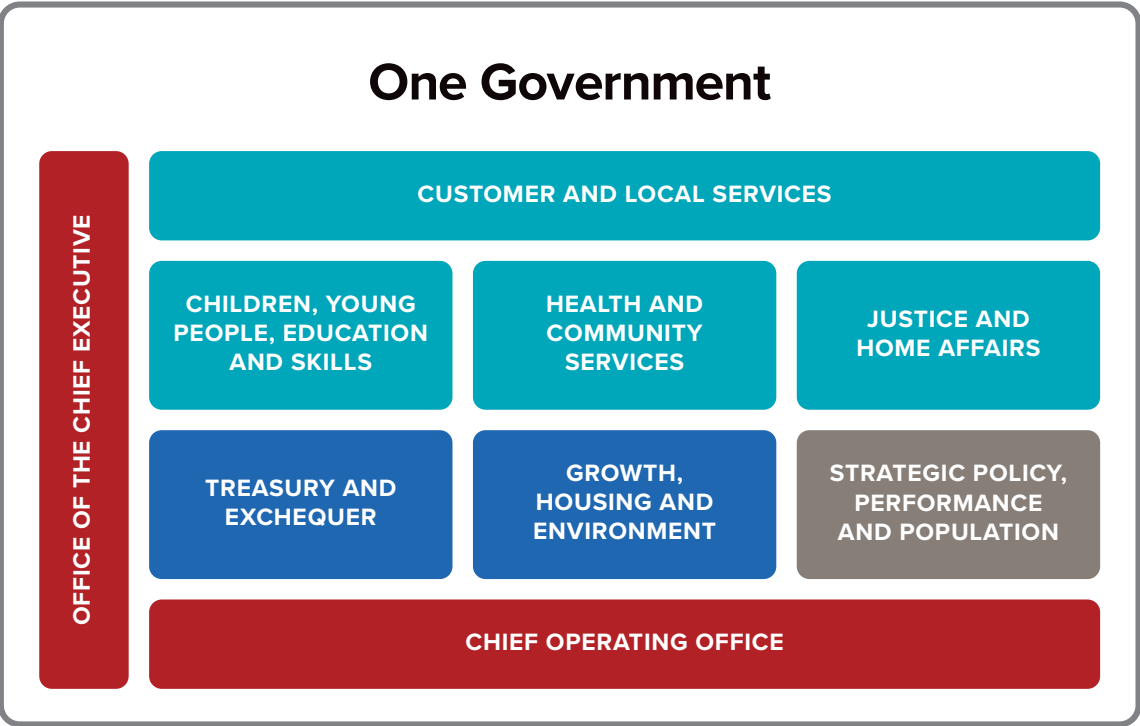 One Government
OFFICE OF THE CHIEF EXECUTIVE
CUSTOMER AND LOCAL SERVICES
CHILDREN, YOUNG
PEOPLE, EDUCATION
AND SKILLS
HEALTH AND
COMMUNITY
SERVICES
JUSTICE AND
HOME AFFAIRS
TREASURY AND
EXCHEQUER
GROWTH,
HOUSING AND
ENVIRONMENT
STRATEGIC POLICY,
PERFORMANCE
AND POPULATION
CHIEF OPERATING OFFICE